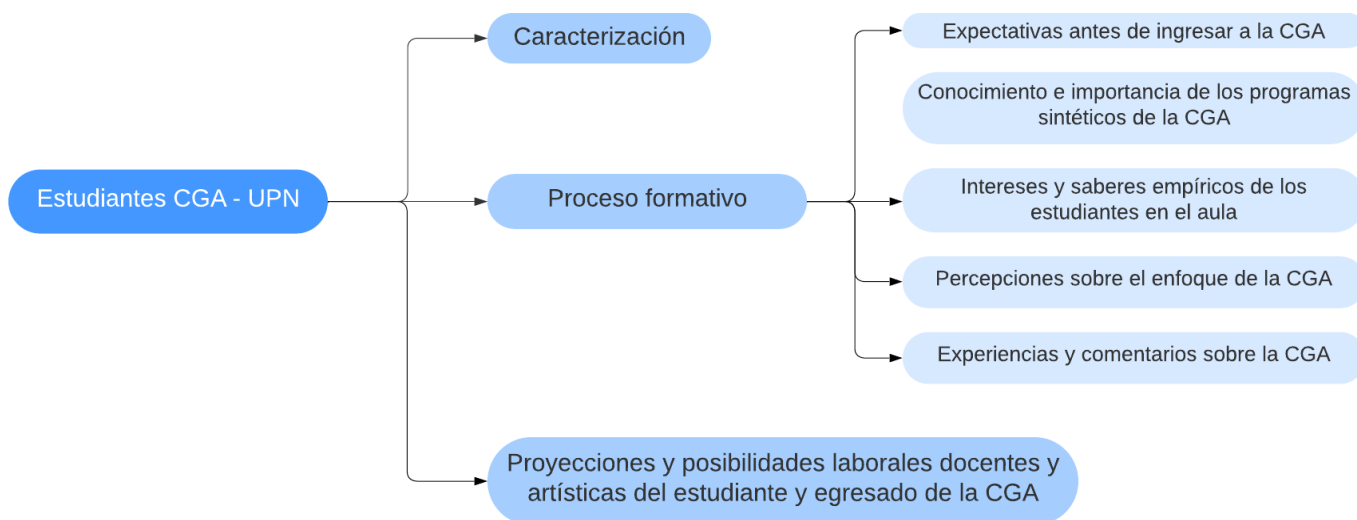 Estudiantes CGA - UPN
Caracterización
Proceso formativo
Proyecciones y posibilidades laborales docentes y
artísticas del estudiante y egresado de la CGA
Expectativas antes de ingresar a la CGA
Conocimiento e importancia de los programas
sintéticos de la CGA
Intereses y saberes empíricos de los
estudiantes en el aula
Percepciones sobre el enfoque de la CGA
Experiencias y comentarios sobre la CGA